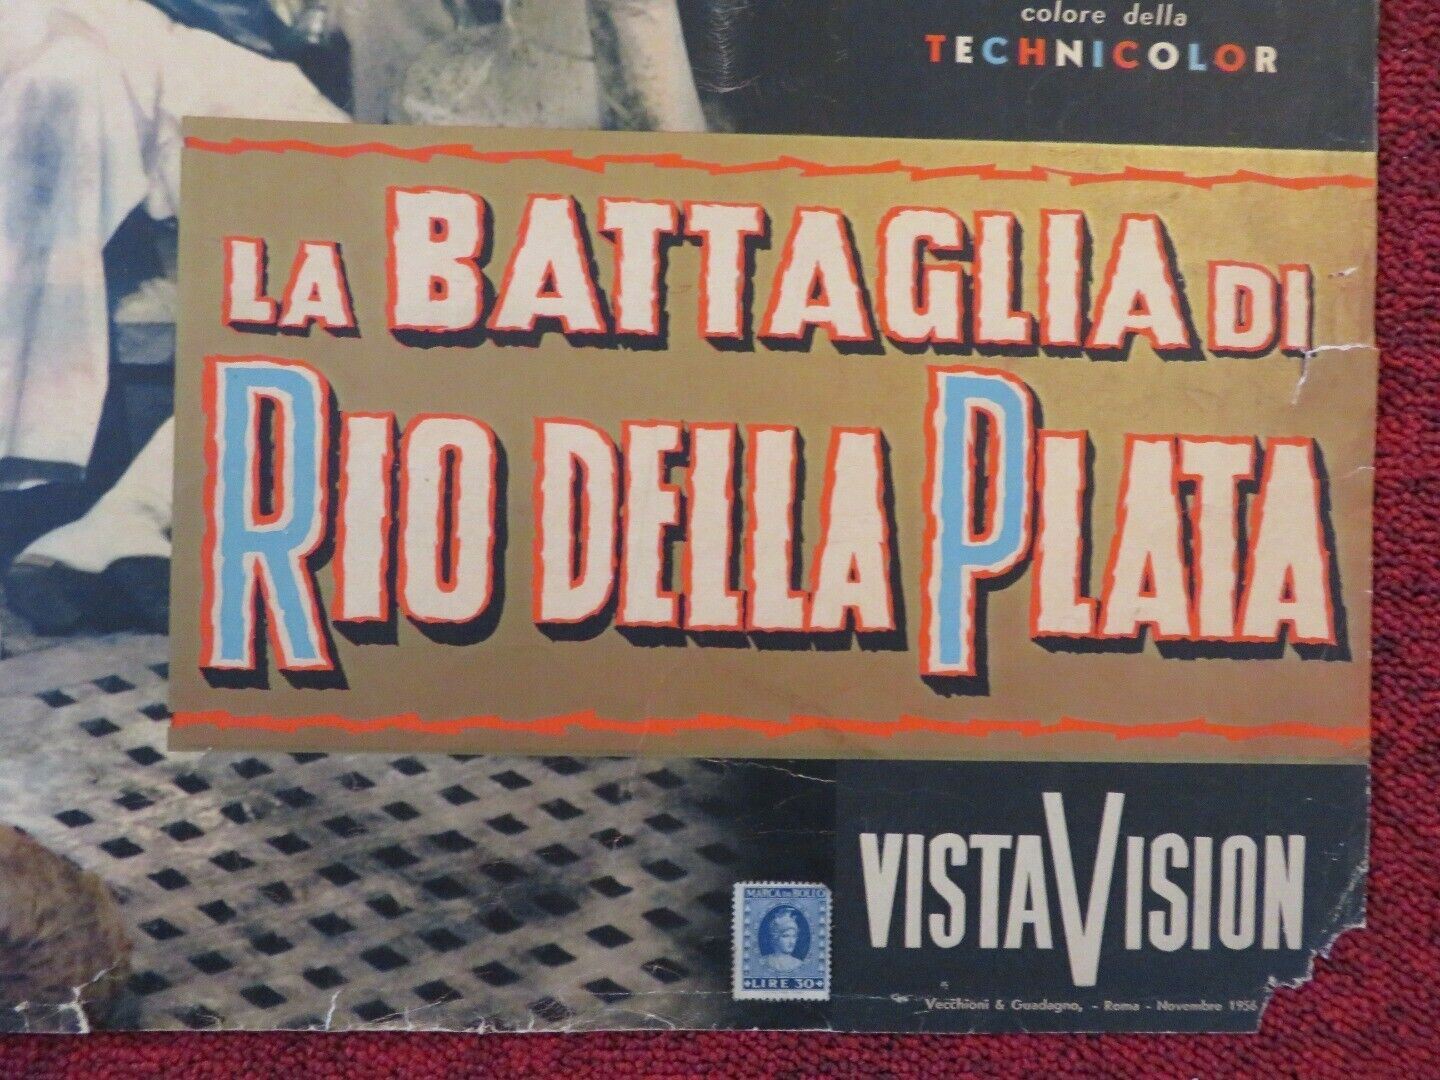 colore della
TECHNICOLOR
LA BATTAGLIA DI
RIO DELLA PLATA
VISTAVISION
MARCA DA BOLLO
LIRE 30
Vecchioni & Guadagno, - Roma - Novembre 1956